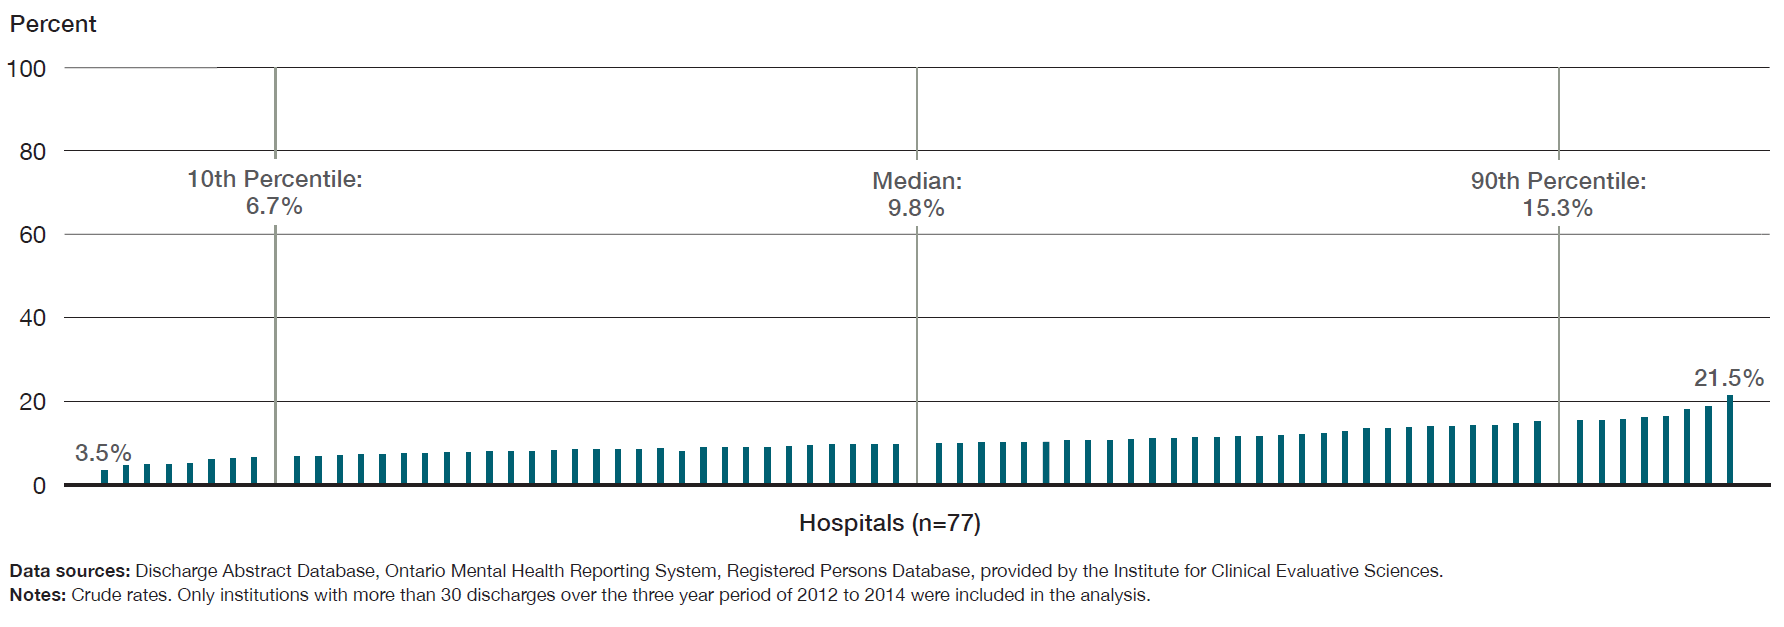 Percent
100
80
10th Percentile:
6.7%
Median:
9.8%
90th Percentile:
15.3%
60
40
21.5%
20
3.5%
0
Hospitals (n=77)
Data sources: Discharge Abstract Database, Ontario Mental Health Reporting System, Registered Persons Database, provided by the Institute for Clinical Evaluative Sciences.
Notes: Crude rates. Only institutions with more than 30 discharges over the three year period of 2012 to 2014 were included in the analysis.